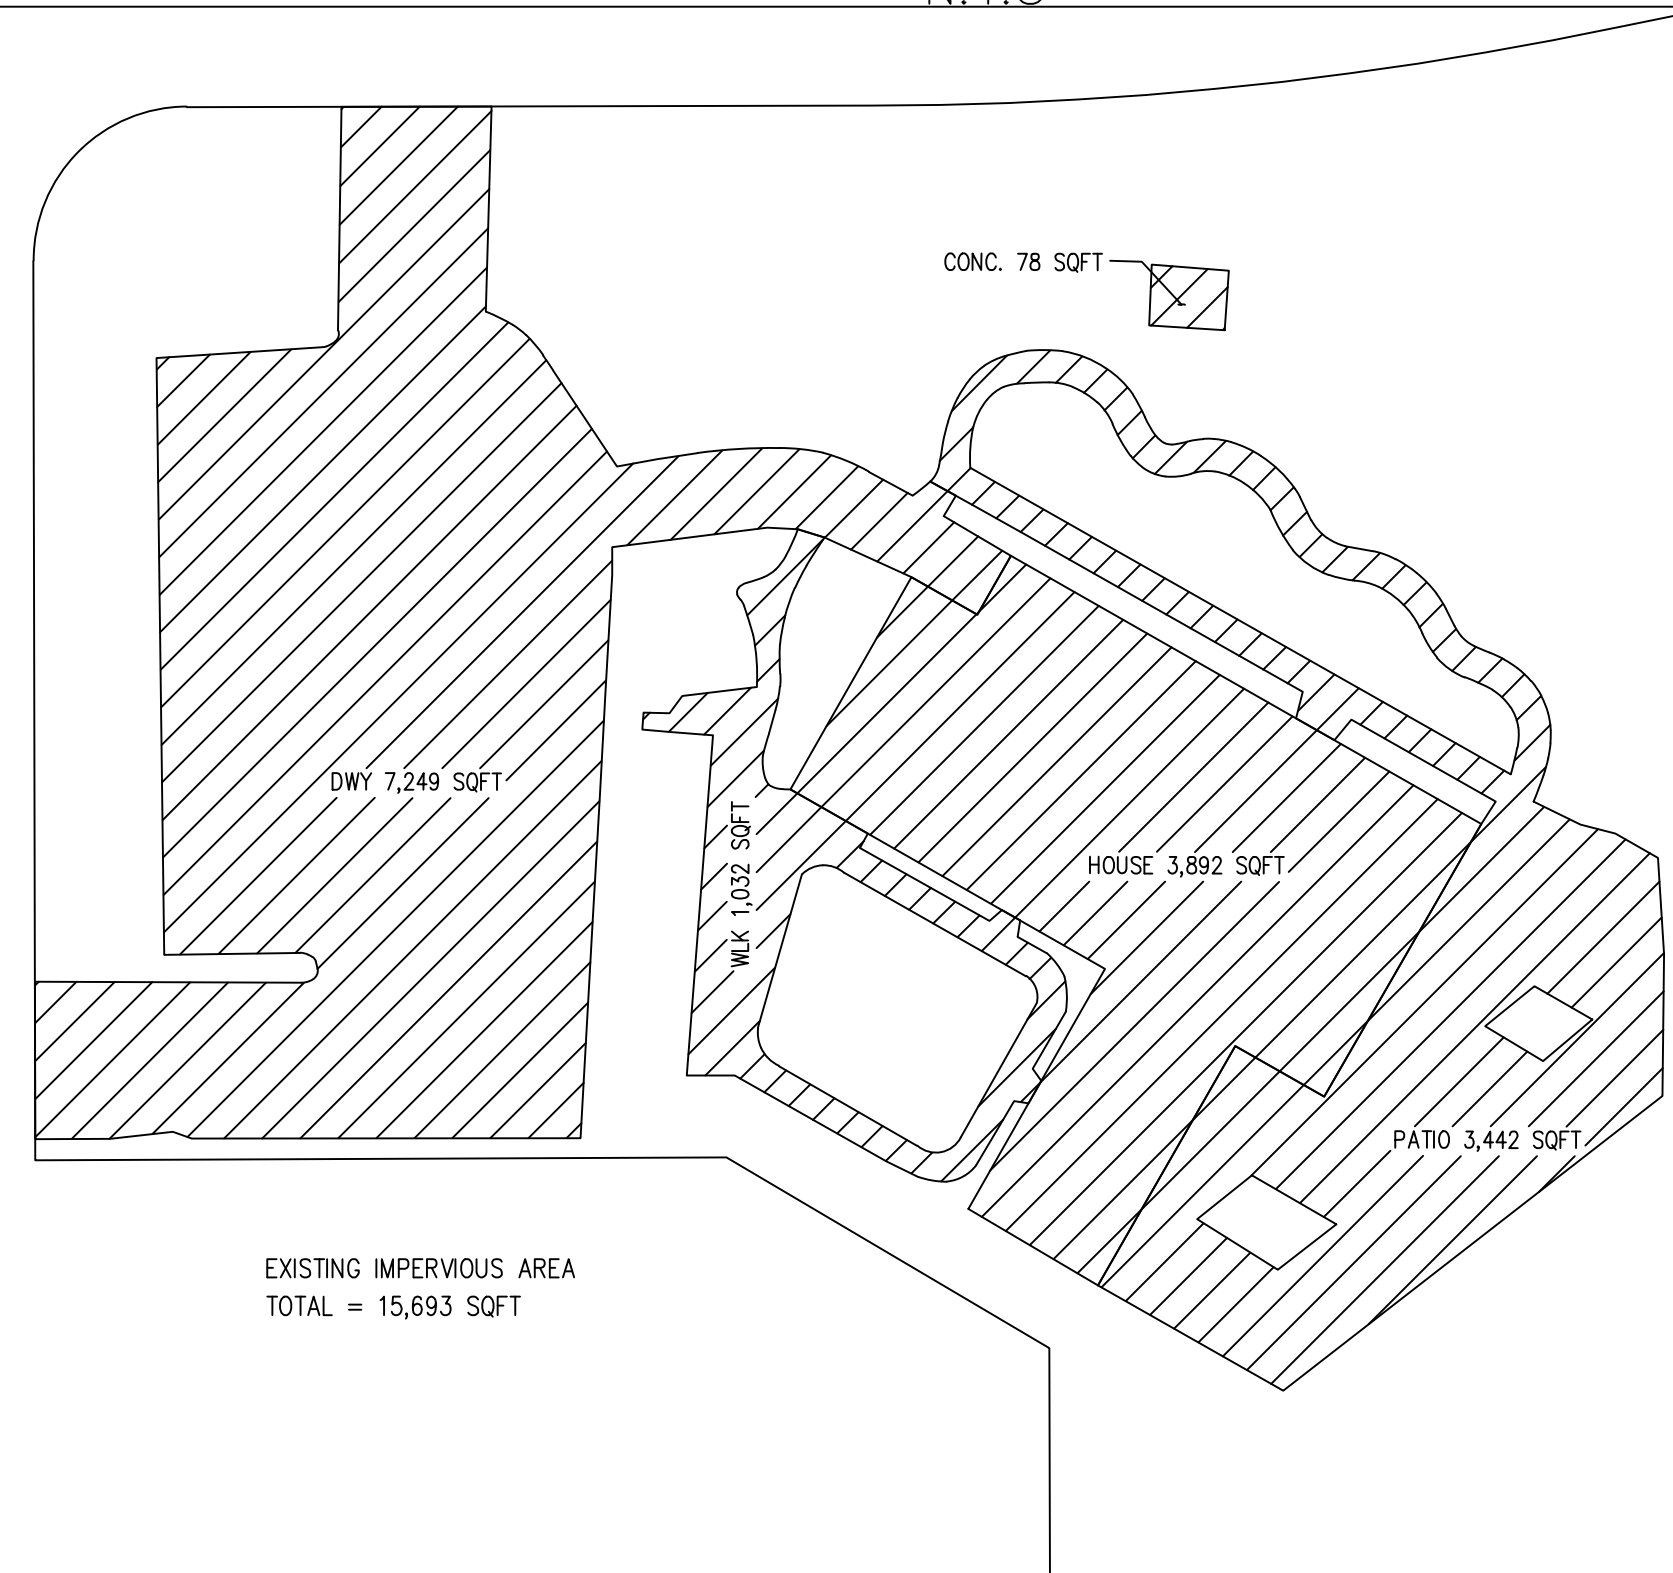 CONC. 78 SQFT
DWY 7,249 SQFT
WLK 1,032 SQFT
HOUSE 3,892 SQFT
PATIO 3,442 SQFT
EXISTING IMPERVIOUS AREA
TOTAL = 15,693 SQFT